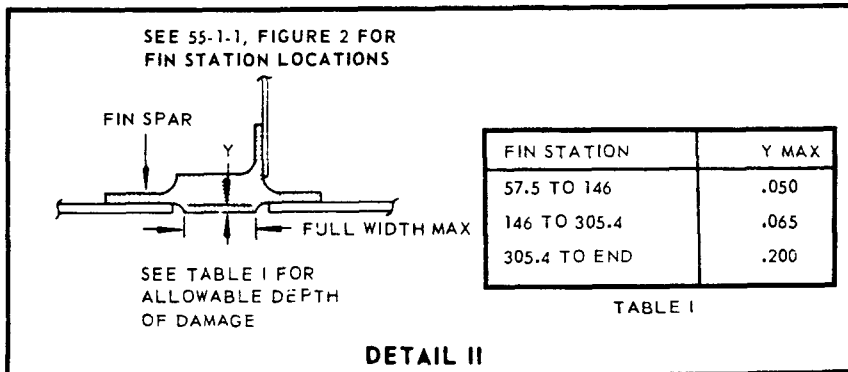 SEE 55-1-1, FIGURE 2 FOR
FIN STATION LOCATIONS
FIN SPAR
Y
FULL WIDTH MAX
SEE TABLE I FOR
ALLOWABLE DEPTH
OF DAMAGE
FIN STATION Y MAX
57.5 TO 146 .050
146 TO 305.4 .065
305.4 TO END .200
TABLE I
DETAIL II